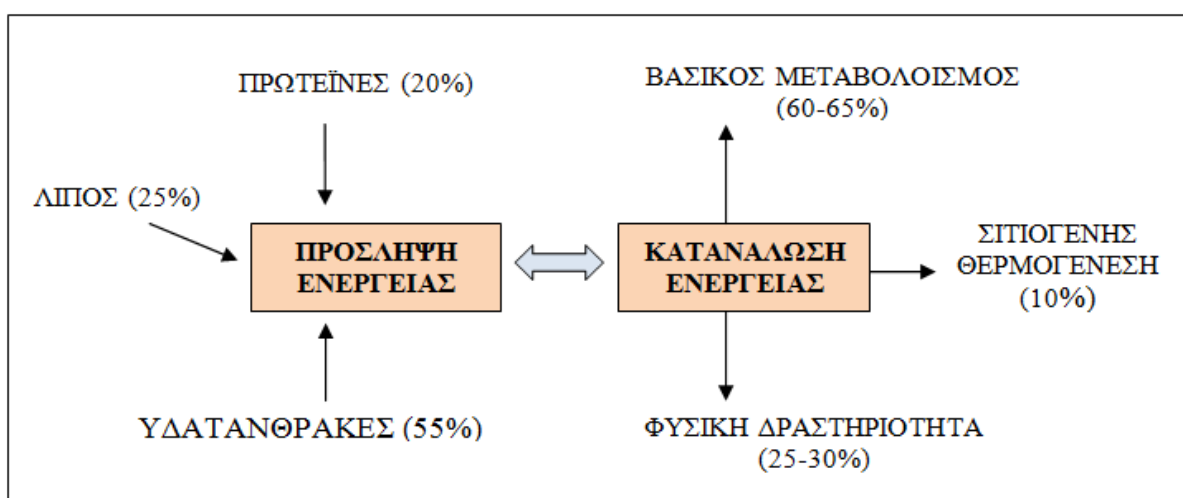 ΠΡΩΤΕΪΝΕΣ (20%)
ΛΙΠΟΣ (25%)
ΠΡΟΣΛΗΨΗ
ΕΝΕΡΓΕΙΑΣ
ΥΔΑΤΑΝΘΡΑΚΕΣ (55%)
ΒΑΣΙΚΟΣ ΜΕΤΑΒΟΛΟΙΣΜΟΣ
(60-65%)
ΚΑΤΑΝΑΛΩΣΗ
ΕΝΕΡΓΕΙΑΣ
ΣΙΤΙΟΓΕΝΗΣ
ΘΕΡΜΟΓΕΝΕΣΗ
(10%)
ΦΥΣΙΚΗ ΔΡΑΣΤΗΡΙΟΤΗΤΑ
(25-30%)